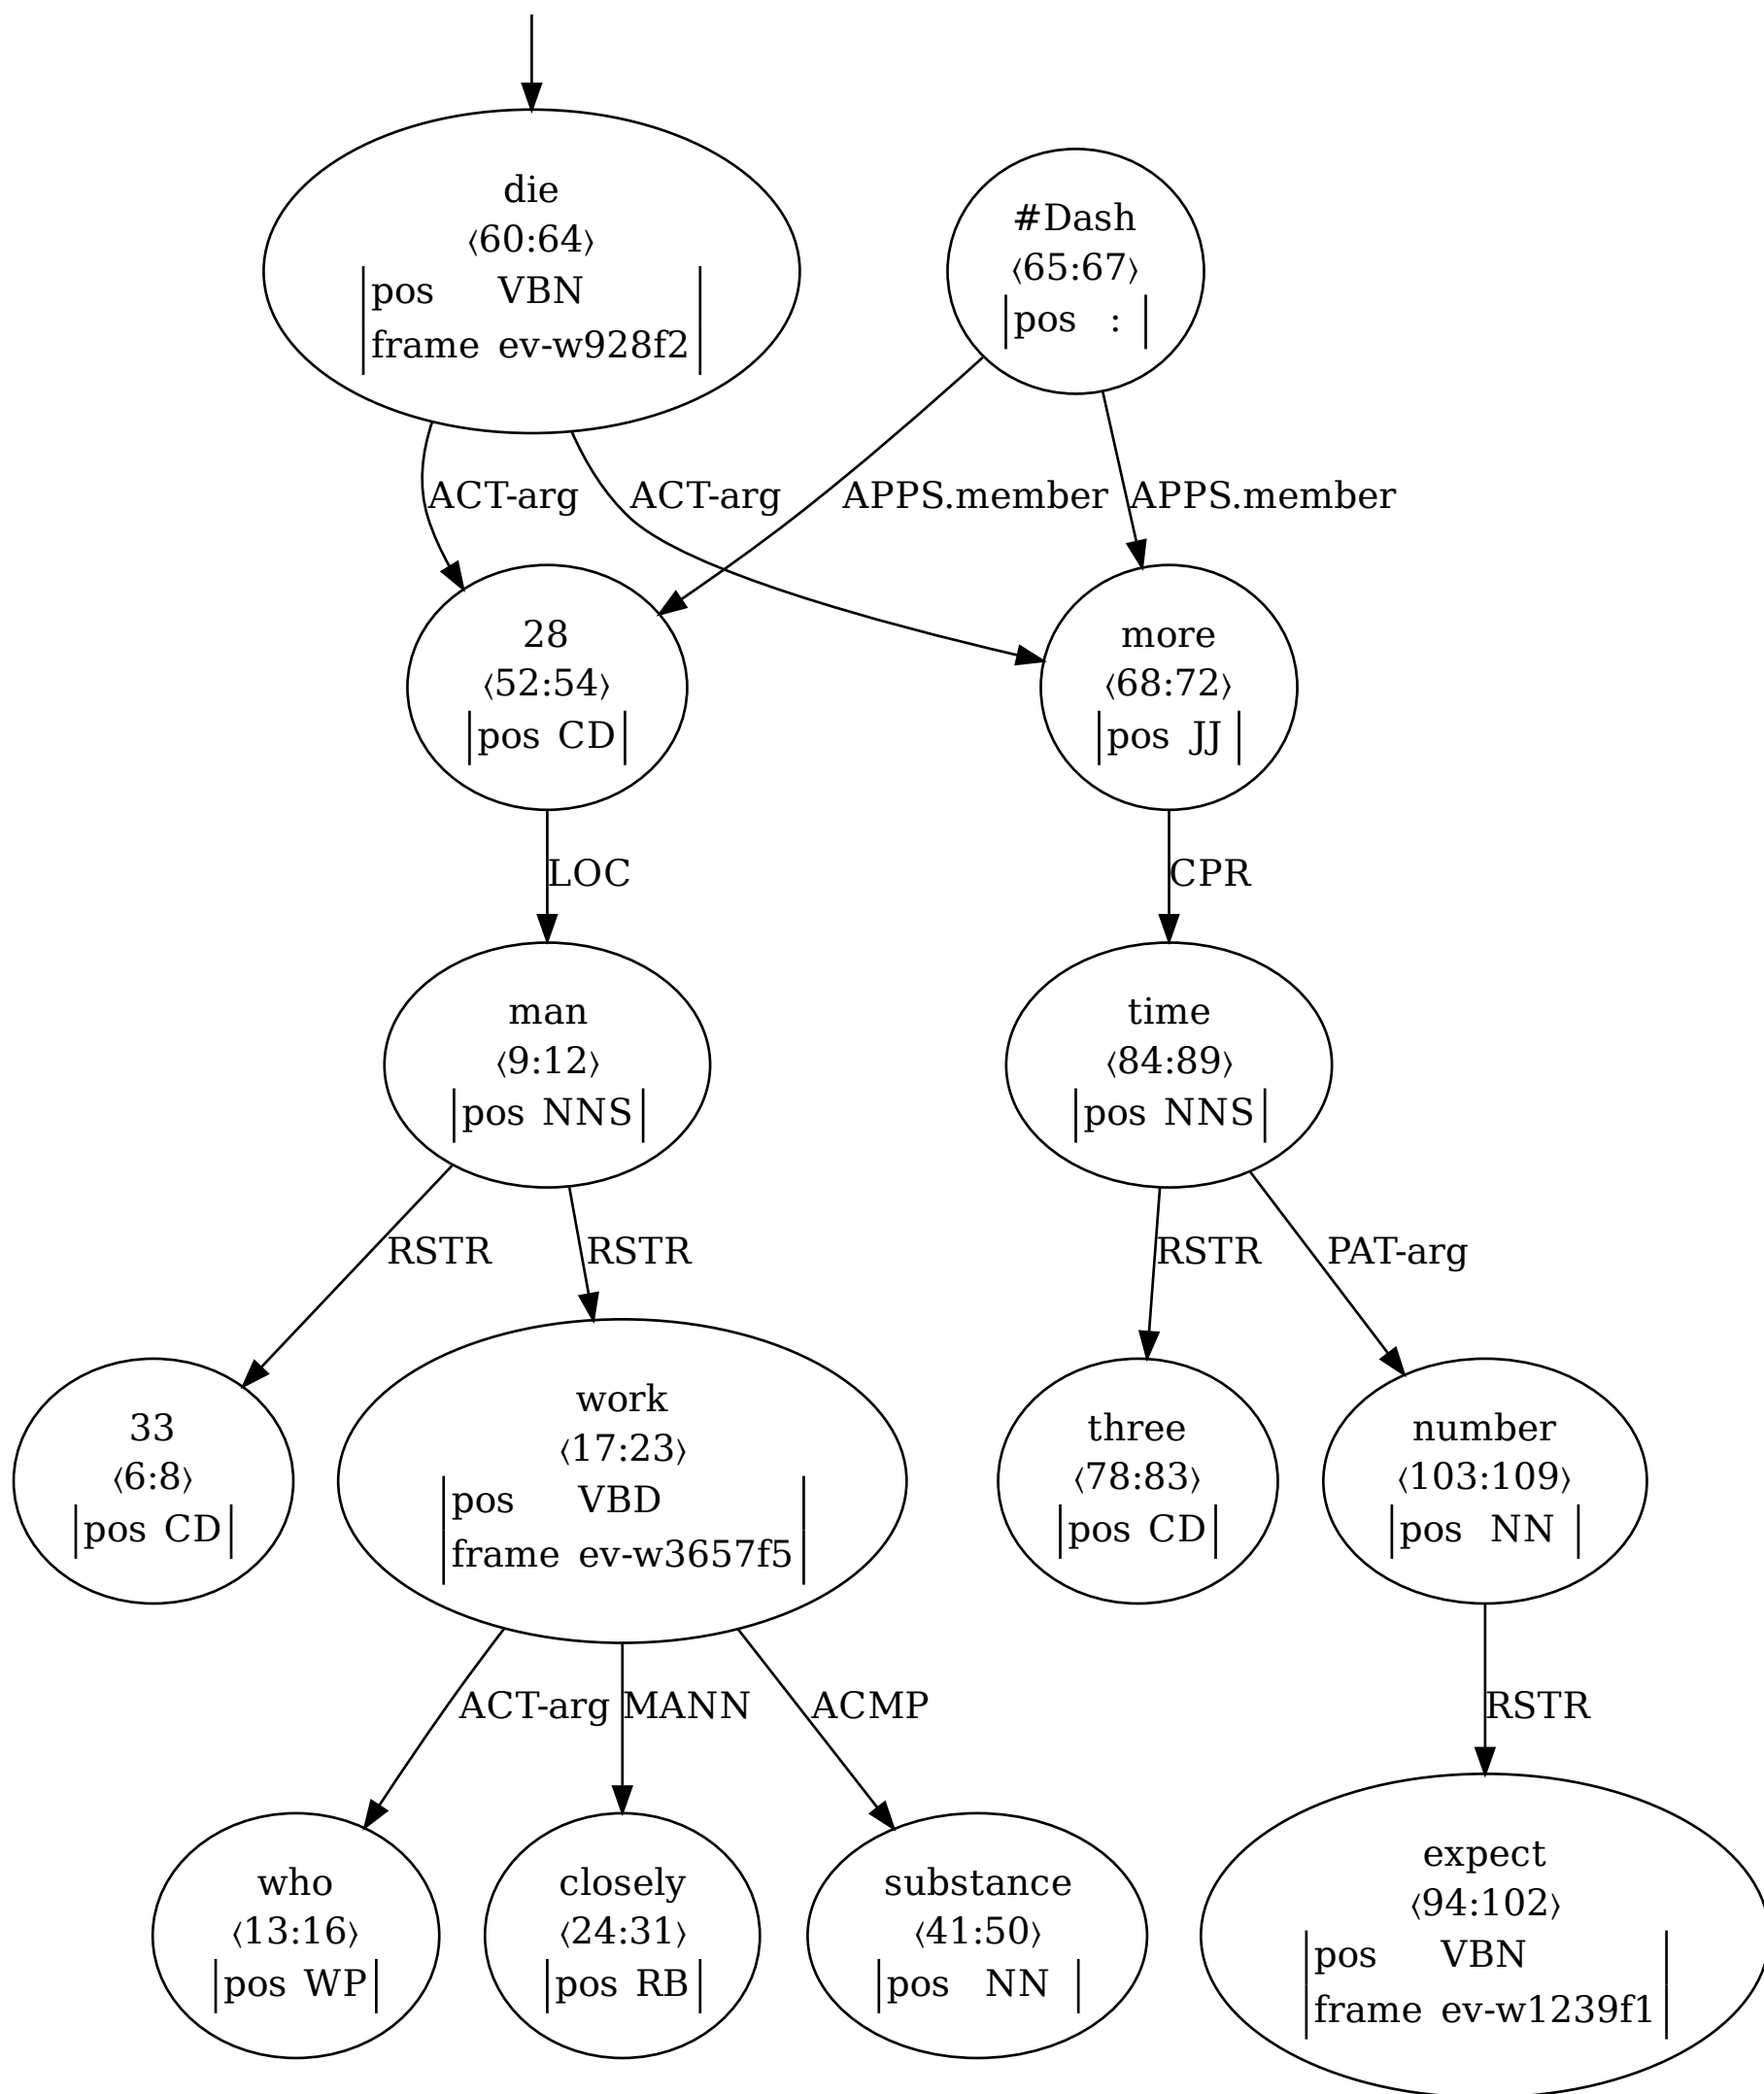 die
⟨60:64⟩
pos VBN
frame ev-w928f2
#Dash
⟨65:67⟩
pos :
ACT-arg
ACT-arg
APPS.member
APPS.member
28
⟨52:54⟩
pos CD
more
⟨68:72⟩
pos JJ
LOC
CPR
man
⟨9:12⟩
pos NNS
time
⟨84:89⟩
pos NNS
RSTR
RSTR
RSTR
PAT-arg
33
⟨6:8⟩
pos CD
work
⟨17:23⟩
pos VBD
frame ev-w3657f5
three
⟨78:83⟩
pos CD
number
⟨103:109⟩
pos NN
ACT-arg
MANN
ACMP
RSTR
who
⟨13:16⟩
pos WP
closely
⟨24:31⟩
pos RB
substance
⟨41:50⟩
pos NN
expect
⟨94:102⟩
pos VBN
frame ev-w1239f1